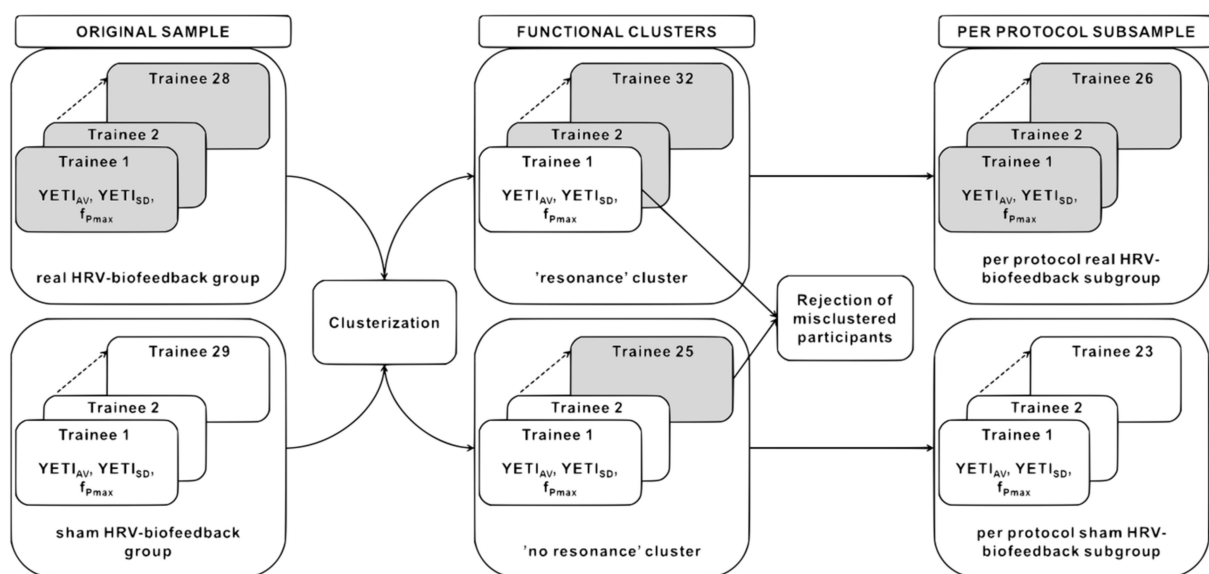 ORIGINAL SAMPLE
FUNCTIONAL CLUSTERS
PER PROTOCOL SUBSAMPLE
Trainee 28
Trainee 2
Trainee 1
YETI_AV, YETI_SD,
f_Pmax
real HRV-biofeedback group
Trainee 29
Trainee 2
Trainee 1
YETI_AV, YETI_SD,
f_Pmax
sham HRV-biofeedback
group
Clusterization
Trainee 32
Trainee 2
Trainee 1
YETI_AV, YETI_SD,
f_Pmax
'resonance' cluster
Trainee 25
Trainee 2
Trainee 1
YETI_AV, YETI_SD,
f_Pmax
'no resonance' cluster
Rejection of
misclustered
participants
Trainee 26
Trainee 2
Trainee 1
YETI_AV, YETI_SD,
f_Pmax
per protocol real HRV-
biofeedback subgroup
Trainee 23
Trainee 2
Trainee 1
YETI_AV, YETI_SD,
f_Pmax
per protocol sham HRV-
biofeedback subgroup